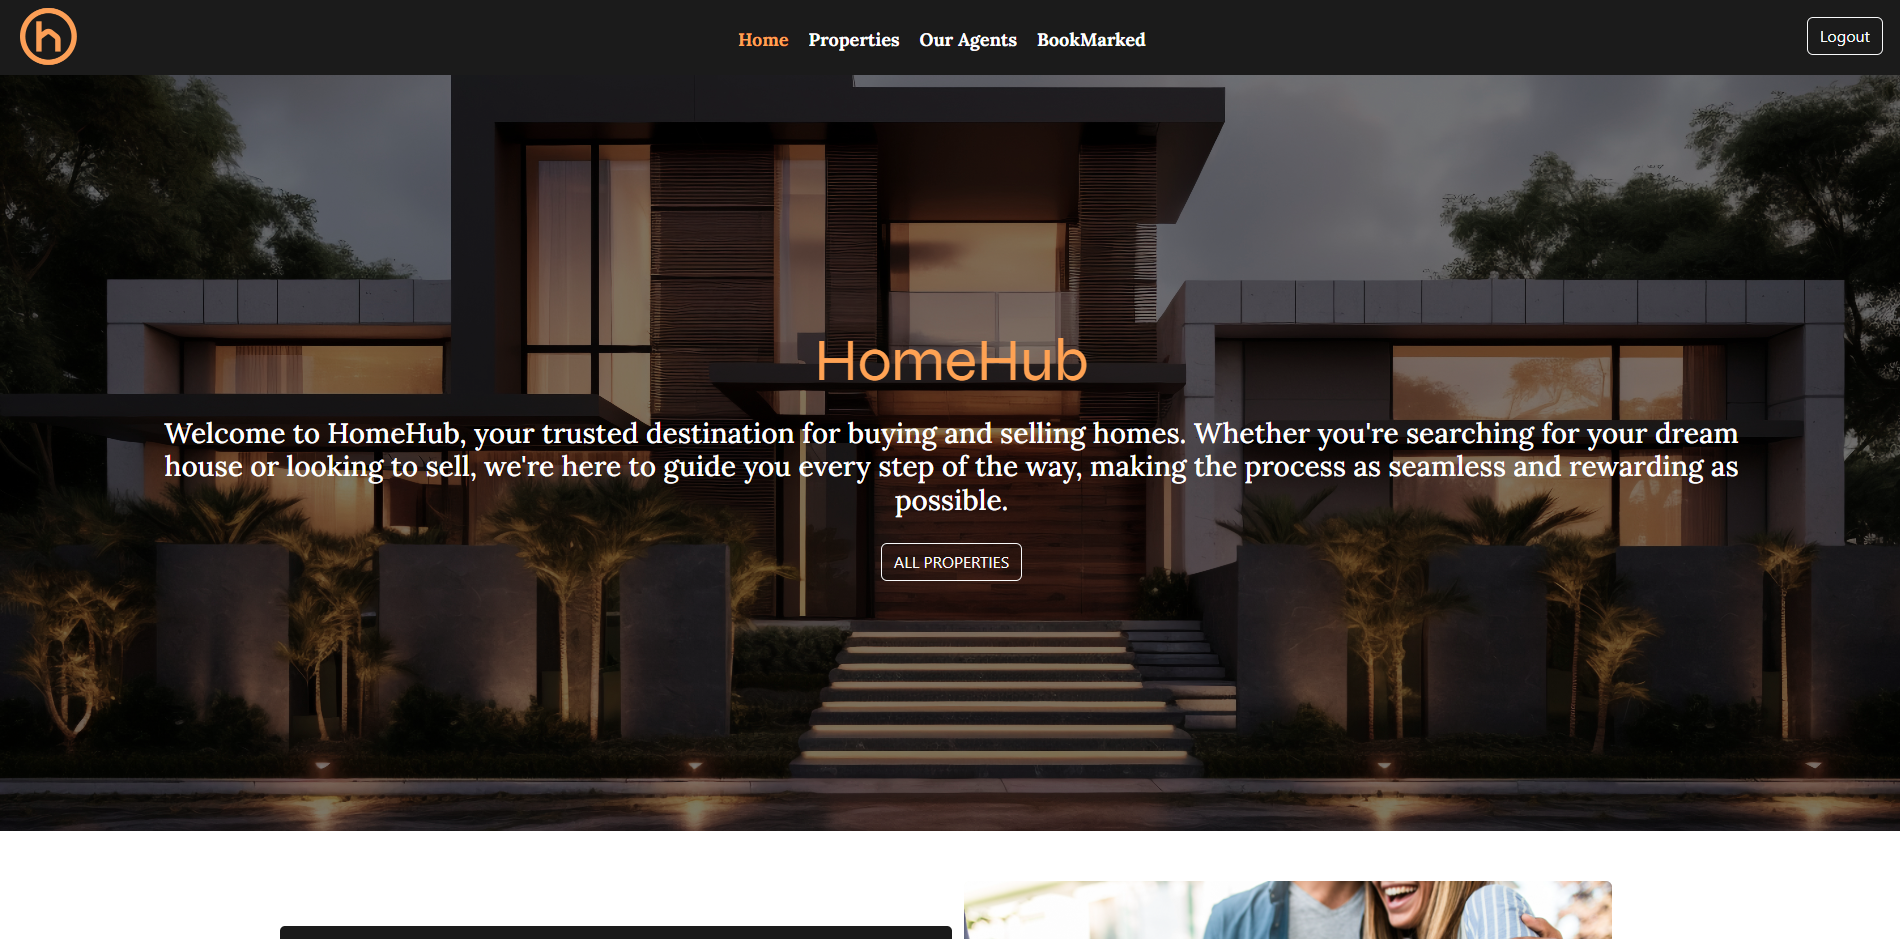 h
Home Properties Our Agents BookMarked
Logout
HomeHub
Welcome to HomeHub, your trusted destination for buying and selling homes. Whether you're searching for your dream
house or looking to sell, we're here to guide you every step of the way, making the process as seamless and rewarding as
possible.
ALL PROPERTIES